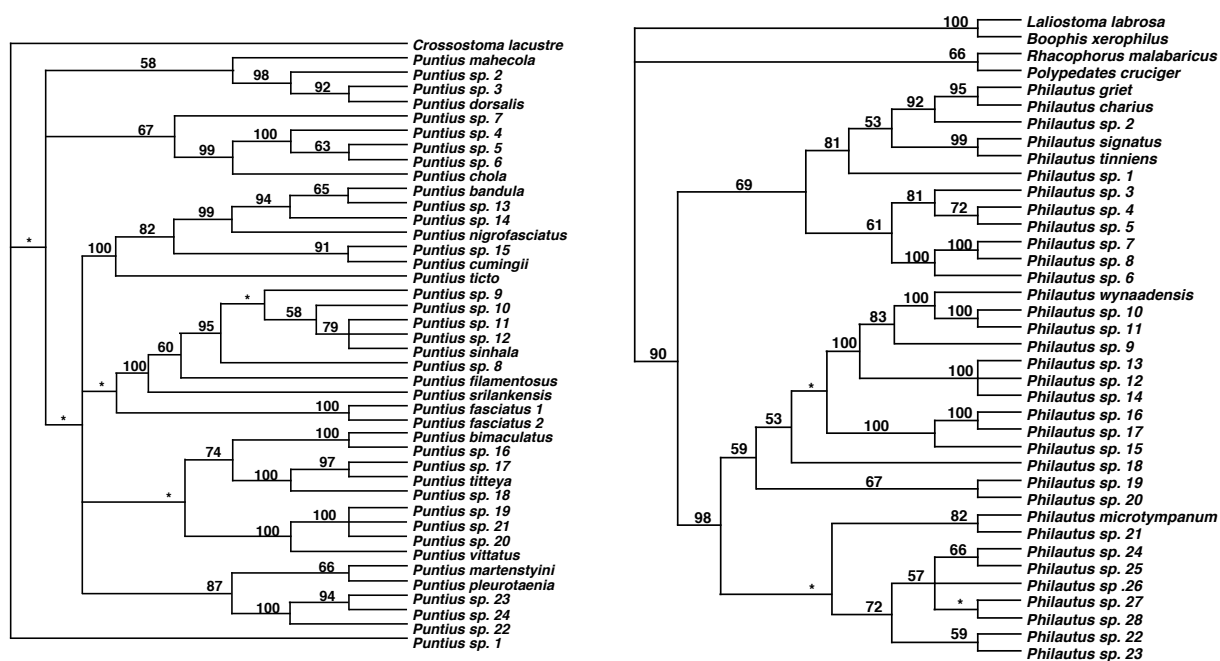 Crossostoma lacustre
Puntius mahecola
58
Puntius sp. 2
98
Puntius sp. 3
92
Puntius dorsalis
Puntius sp. 7
67
Puntius sp. 4
100
Puntius sp. 5
63
Puntius sp. 6
99
Puntius chola
Puntius bandula
65
Puntius sp. 13
94
Puntius sp. 14
99
Puntius nigrofasciatus
82
Puntius sp. 15
91
Puntius cumingii
100
Puntius ticto
*
Puntius sp. 9
*
Puntius sp. 10
58
Puntius sp. 11
79
Puntius sp. 12
95
Puntius sinhala
60
Puntius sp. 8
100
Puntius filamentosus
*
Puntius srilankensis
Puntius fasciatus 1
100
Puntius fasciatus 2
*
Puntius bimaculatus
100
Puntius sp. 16
74
Puntius sp. 17
97
Puntius titteya
100
Puntius sp. 18
*
Puntius sp. 19
100
Puntius sp. 21
Puntius sp. 20
100
Puntius vittatus
Puntius martenstyini
66
Puntius pleurotaenia
87
Puntius sp. 23
94
Puntius sp. 24
100
Puntius sp. 22
Puntius sp. 1
100
Laliostoma labrosa
Boophis xerophilus
66
Rhacophorus malabaricus
Polypedates cruciger
Philautus griet
95
Philautus charius
92
Philautus sp. 2
53
Philautus signatus
99
Philautus tinniens
81
Philautus sp. 1
69
Philautus sp. 3
81
Philautus sp. 4
72
Philautus sp. 5
61
Philautus sp. 7
100
Philautus sp. 8
100
Philautus sp. 6
Philautus wynaadensis
100
Philautus sp. 10
100
Philautus sp. 11
83
Philautus sp. 9
100
Philautus sp. 13
90
Philautus sp. 12
100
Philautus sp. 14
*
Philautus sp. 16
100
Philautus sp. 17
100
Philautus sp. 15
53
Philautus sp. 18
59
Philautus sp. 19
67
Philautus sp. 20
98
Philautus microtympanum
82
Philautus sp. 21
Philautus sp. 24
66
Philautus sp. 25
57
Philautus sp .26
*
Philautus sp. 27
*
Philautus sp. 28
72
Philautus sp. 22
59
Philautus sp. 23